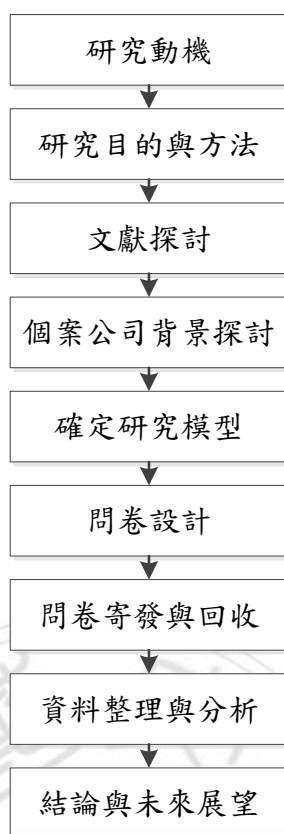 研究動機
研究目的與方法
文獻探討
個案公司背景探討
確定研究模型
問卷設計
問卷寄發與回收
資料整理與分析
結論與未來展望